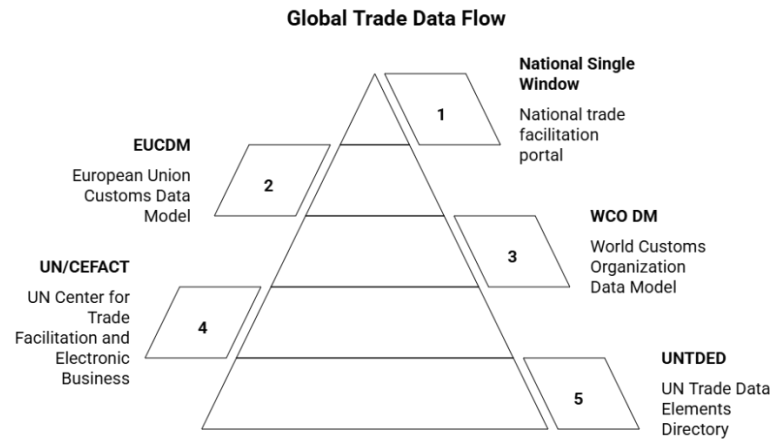 Global Trade Data Flow
National Single
Window
1
National trade
facilitation
portal
EUCDM
2
European Union
Customs Data
Model
WCO DM
3
World Customs
Organization
Data Model
UN/CEFACT
4
UN Center for
Trade
Facilitation and
Electronic
Business
UNTDED
5
UN Trade Data
Elements
Directory